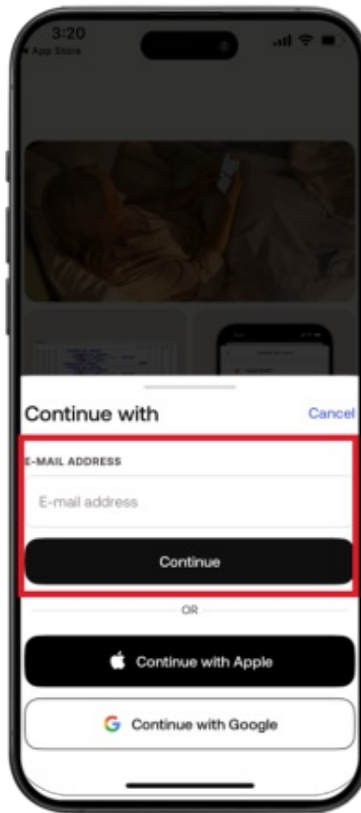 3:20
App Store
Continue with
Cancel
E-MAIL ADDRESS
E-mail address
Continue
OR
Continue with Apple
Continue with Google